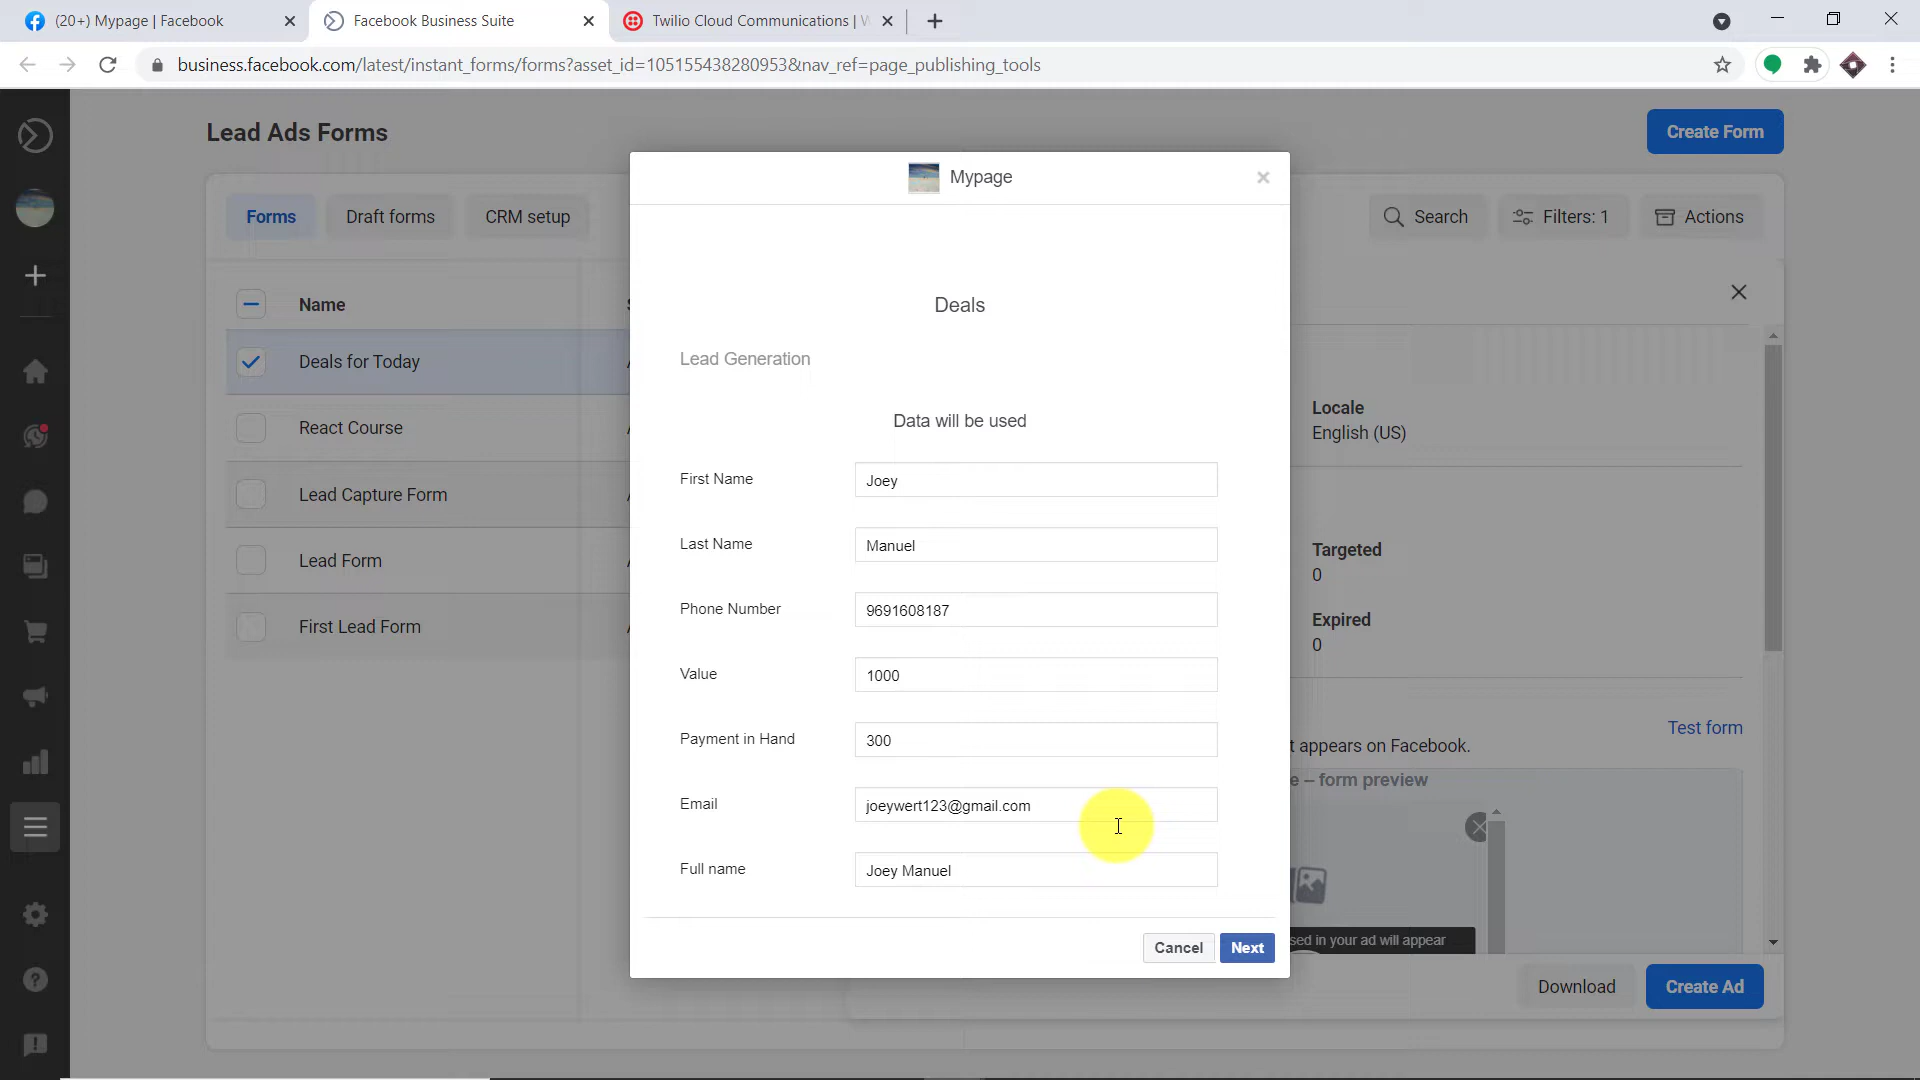 (20+) Mypage | Facebook
Facebook Business Suite
Twilio Cloud Communications |
business.facebook.com/latest/instant_forms/forms?asset_id=105155438280953&nav_ref=page_publishing_tools
Lead Ads Forms
Create Form
Forms
Draft forms
CRM setup
Search
Filters: 1
Actions
Name
Deals for Today
React Course
Lead Capture Form
Lead Form
First Lead Form
Mypage
Deals
Lead Generation
Data will be used
First Name
Joey
Last Name
Manuel
Phone Number
9691608187
Value
1000
Payment in Hand
300
Email
joeywert123@gmail.com
Full name
Joey Manuel
Cancel
Next
Locale
English (US)
Targeted
0
Expired
0
Test form
t appears on Facebook.
e – form preview
sed in your ad will appear
Download
Create Ad